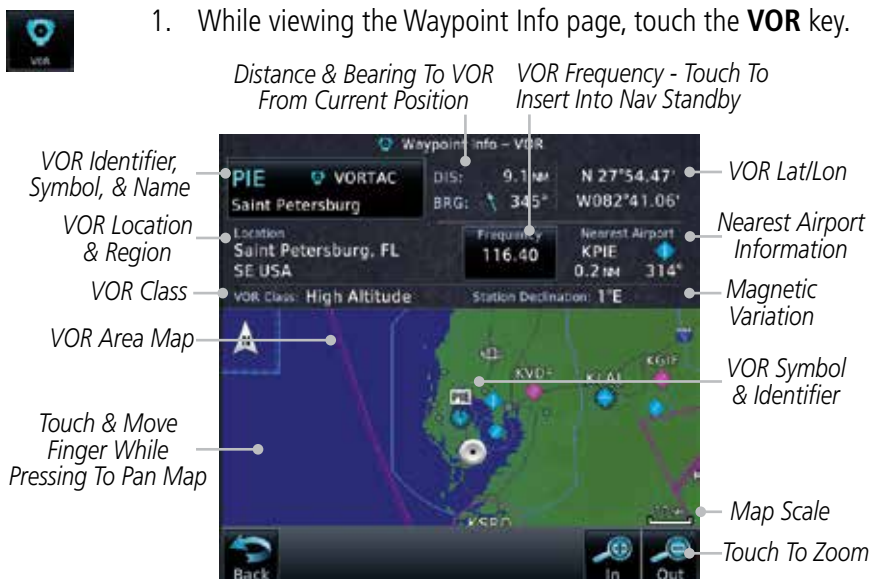 VOR
1. While viewing the Waypoint Info page, touch the VOR key.
Distance & Bearing To VOR
From Current Position
VOR Frequency - Touch To
Insert Into Nav Standby
VOR Identifier,
Symbol, & Name
VOR Location
& Region
VOR Class
VOR Area Map
Touch & Move
Finger While
Pressing To Pan Map
Waypoint Info – VOR
PIE VORTAC
Saint Petersburg
DIS: 9.1 NM
BRG: 345°
N 27°54.47'
W082°41.06'
Location
Saint Petersburg, FL
SE USA
Frequency
116.40
Nearest Airport
KPIE
0.2 NM 314°
VOR Class: High Altitude
Station Declination: 1°E
KVDF
KLAL
KGIF
PIE
KSRQ
Back
In
Out
VOR Lat/Lon
Nearest Airport
Information
Magnetic
Variation
VOR Symbol
& Identifier
Map Scale
Touch To Zoom